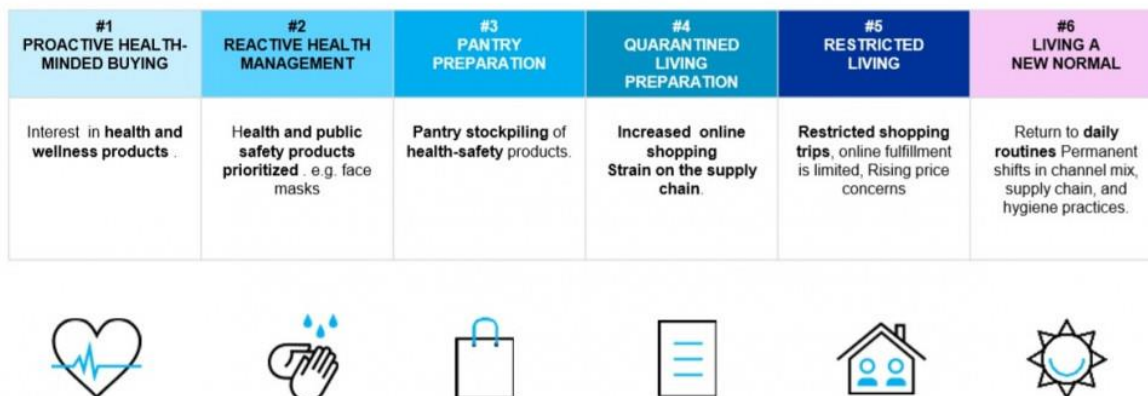 #1
PROACTIVE HEALTH-
MINDED BUYING
Interest in health and
wellness products .
#2
REACTIVE HEALTH
MANAGEMENT
Health and public
safety products
prioritized . e.g. face
masks
#3
PANTRY
PREPARATION
Pantry stockpiling of
health-safety products.
#4
QUARANTINED
LIVING
PREPARATION
Increased online
shopping
Strain on the supply
chain.
#5
RESTRICTED
LIVING
Restricted shopping
trips, online fulfillment
is limited, Rising price
concerns
#6
LIVING A
NEW NORMAL
Return to daily
routines Permanent
shifts in channel mix,
supply chain, and
hygiene practices.